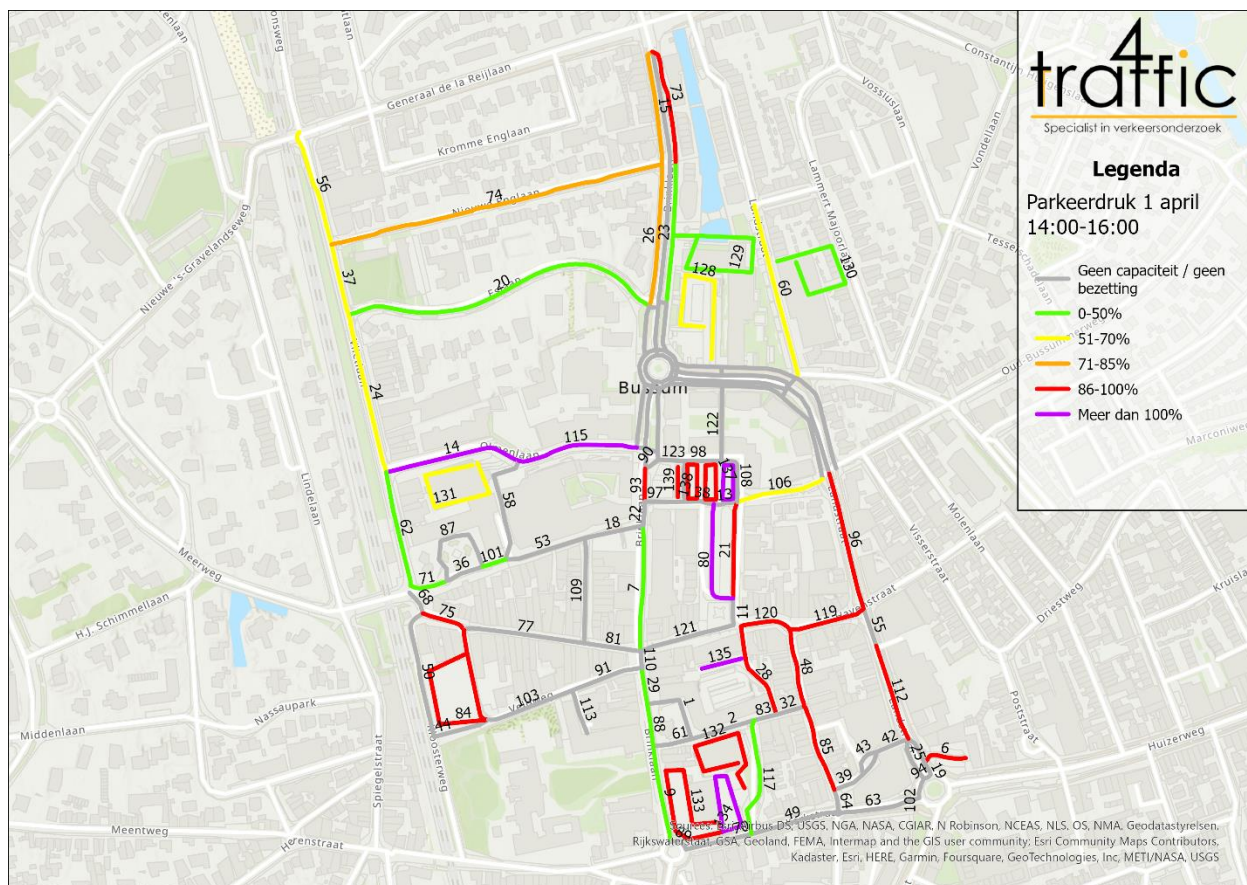 4
traffic
Specialist in verkeersonderzoek
Legenda
Parkeerdruk 1 april
14:00-16:00
Geen capaciteit / geen
bezetting
0-50%
51-70%
71-85%
86-100%
Meer dan 100%
Generaal de la Reijlaan
Kromme Englaan
Constantijn
Vossiuslaan
Vondellaan
Lammert Majoorlaan
Tesserschadelaan
Nieuwe 's-Gravelandseweg
73
15
56
74
26
23
129
128
130
60
37
20
24
Bussum
Marconiweg
Lindelaan
14
115
90
123
98
122
108
131
93
139
138
38
13
106
97
22
58
62
87
18
53
101
36
71
68
80
21
96
7
109
Molenlaan
Visserstraat
Driestweg
Meerweg
H.J. Schimmellaan
75
77
81
121
11
120
119
55
110
135
28
48
50
91
29
103
113
84
44
88
1
61
132
2
83
32
112
85
43
42
25
6
39
94
19
117
9
133
64
63
102
49
Nassaupark
Middenlaan
Spiegelstraat
Poststraat
Huizerweg
Meentweg
Herenstraat
Sources: Esri, Airbus DS, USGS, NGA, NASA, CGIAR, N Robinson, NCEAS, NLS, OS, NMA, Geodatastyrelsen,
Rijkswaterstaat, GSA, Geoland, FEMA, Intermap and the GIS user community; Esri Community Maps Contributors,
Kadaster, Esri, HERE, Garmin, Foursquare, GeoTechnologies, Inc, METI/NASA, USGS